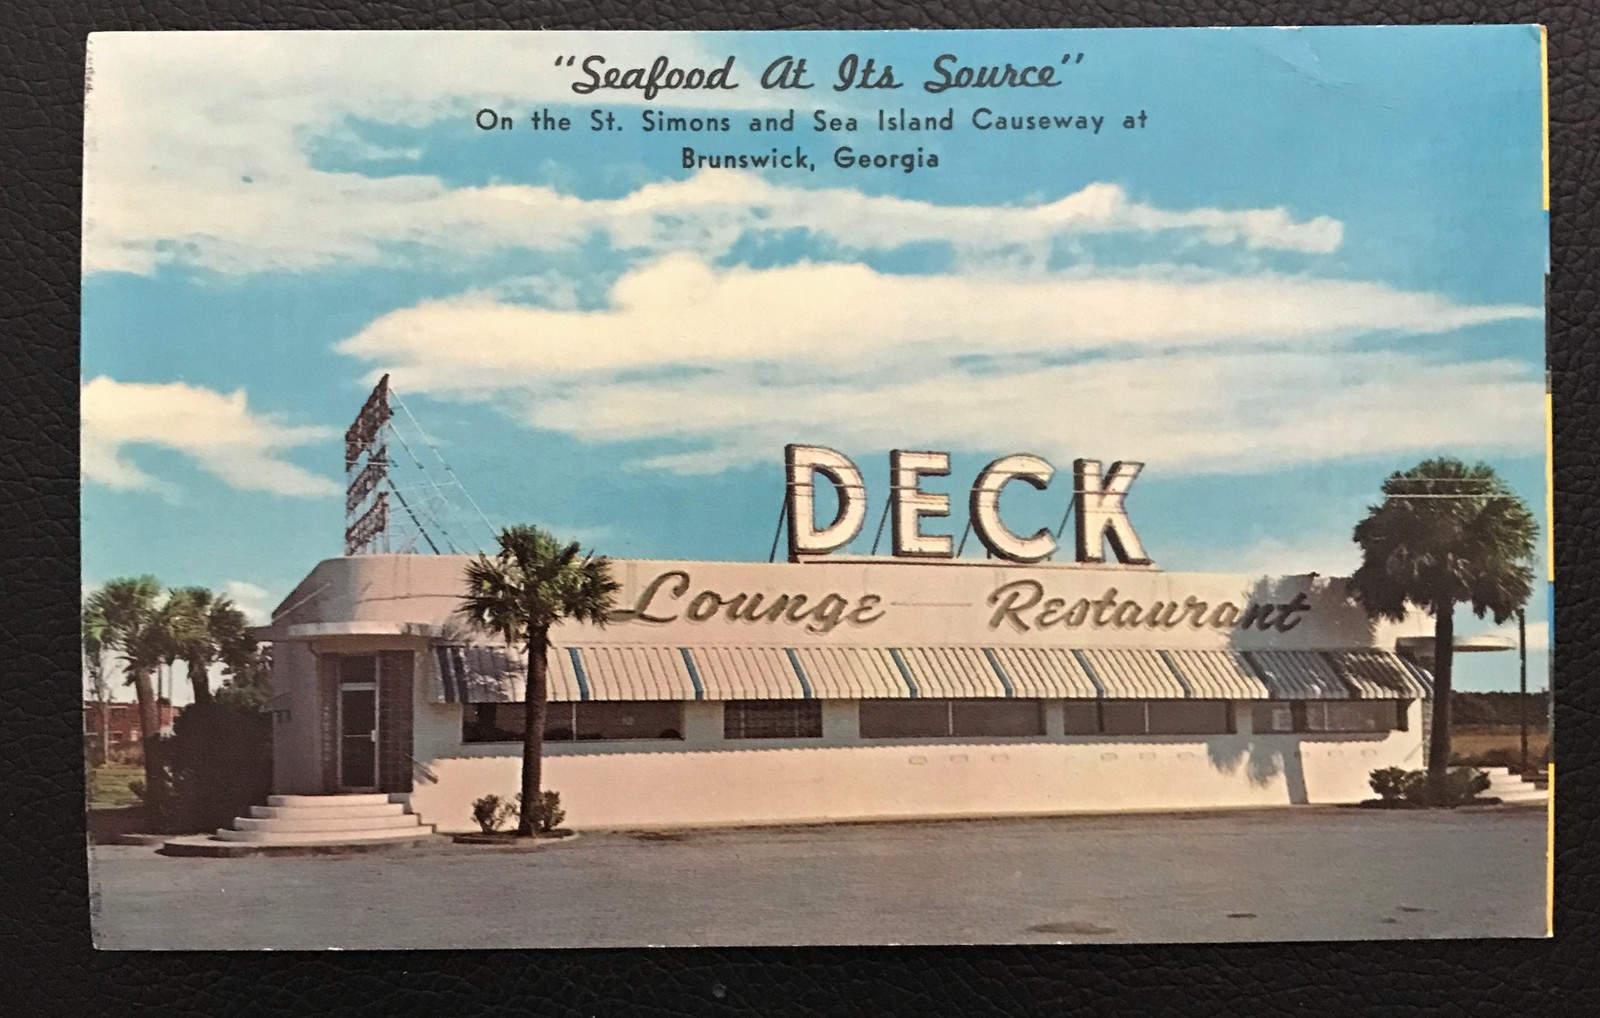 "Seafood At Its Source"
On the St. Simons and Sea Island Causeway at
Brunswick, Georgia
DECK
Lounge Restaurant